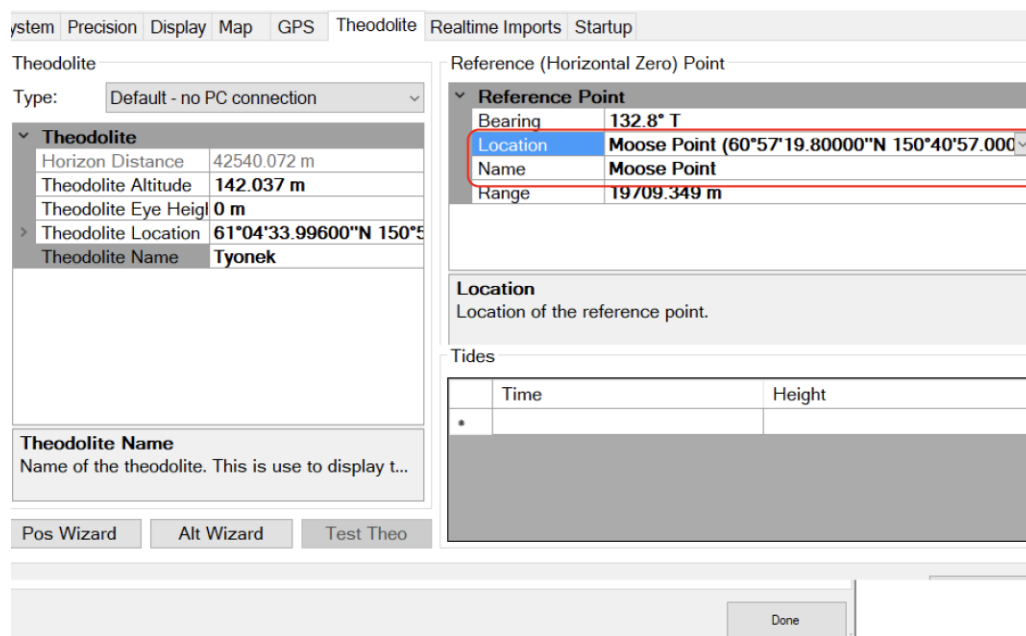 ystem Precision Display Map GPS Theodolite Realtime Imports Startup
Theodolite
Type: Default - no PC connection
Theodolite
Horizon Distance 42540.072 m
Theodolite Altitude 142.037 m
Theodolite Eye Heigl 0 m
Theodolite Location 61°04'33.99600"N 150°5
Theodolite Name Tyonek
Theodolite Name
Name of the theodolite. This is use to display t...
Pos Wizard Alt Wizard Test Theo
Reference (Horizontal Zero) Point
Reference Point
Bearing 132.8° T
Location Moose Point (60°57'19.80000"N 150°40'57.000
Name Moose Point
Range 19709.349 m
Location
Location of the reference point.
Tides
Time Height
*
Done